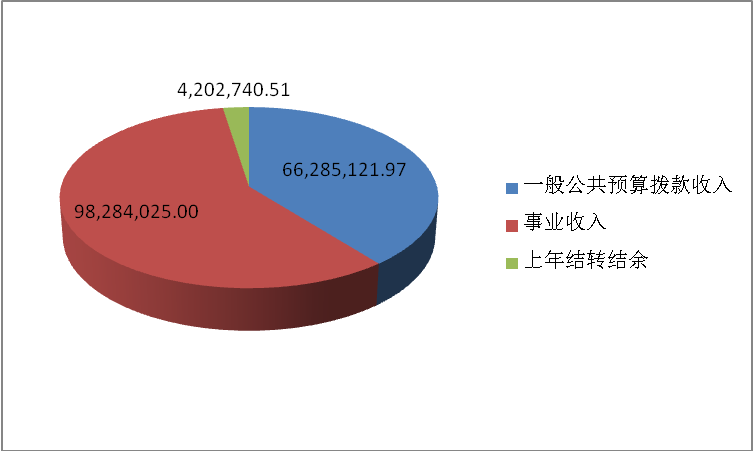 4,202,740.51
66,285,121.97
98,284,025.00
一般公共预算拨款收入
事业收入
上年结转结余